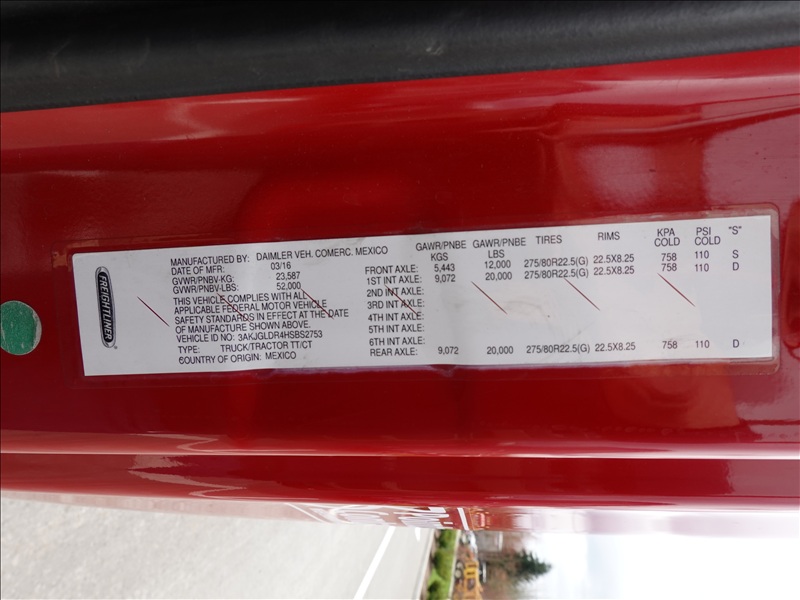 FREIGHTLINER
MANUFACTURED BY: DAIMLER VEH. COMERC. MEXICO
DATE OF MFR: 03/16
GVWR/PNBV-KG: 23,587
GVWR/PNBV-LBS: 52,000
THIS VEHICLE COMPLIES WITH ALL
APPLICABLE FEDERAL MOTOR VEHICLE
SAFETY STANDARDS IN EFFECT AT THE DATE
OF MANUFACTURE SHOWN ABOVE.
VEHICLE ID NO: 3AKJGLDR4HSBS2753
TYPE: TRUCK/TRACTOR TT/CT
COUNTRY OF ORIGIN: MEXICO
GAWR/PNBE KGS GAWR/PNBE LBS TIRES RIMS KPA COLD PSI COLD "S"
FRONT AXLE: 5,443 12,000 275/80R22.5(G) 22.5X8.25 758 110 S
1ST INT AXLE: 9,072 20,000 275/80R22.5(G) 22.5X8.25 758 110 D
2ND INT AXLE:
3RD INT AXLE:
4TH INT AXLE:
5TH INT AXLE:
6TH INT AXLE:
REAR AXLE: 9,072 20,000 275/80R22.5(G) 22.5X8.25 758 110 D